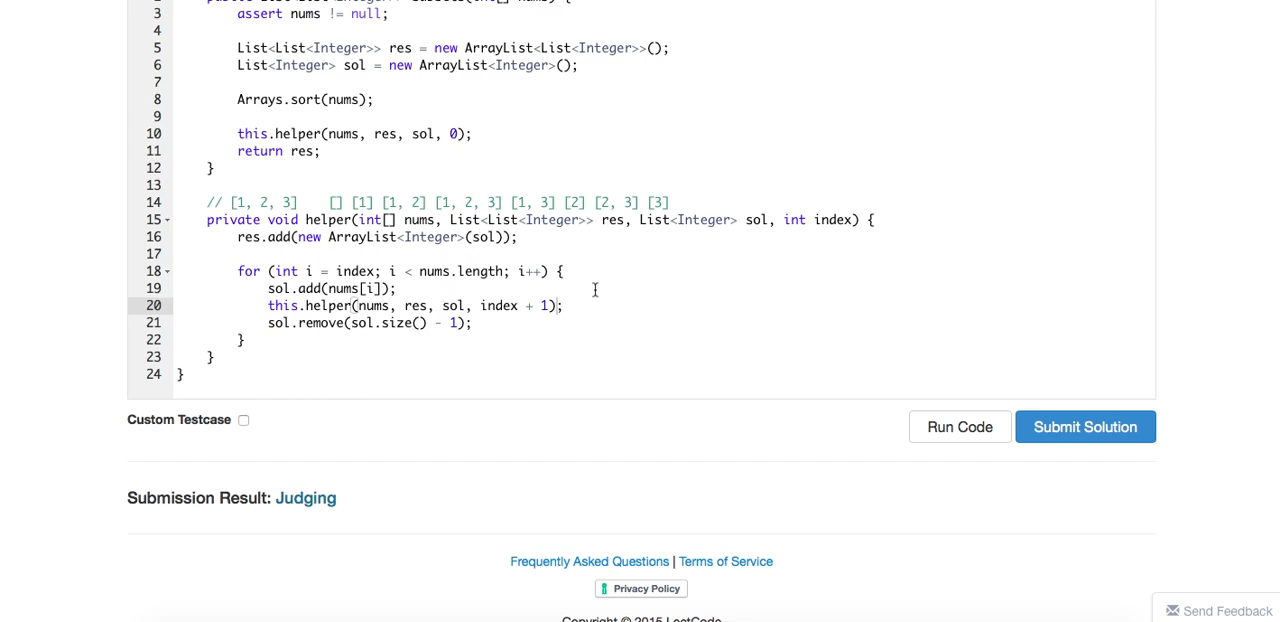 3 assert nums != null;
4
5 List<List<Integer>> res = new ArrayList<List<Integer>>();
6 List<Integer> sol = new ArrayList<Integer>();
7
8 Arrays.sort(nums);
9
10 this.helper(nums, res, sol, 0);
11 return res;
12 }
13
14 // [1, 2, 3] [] [1] [1, 2] [1, 2, 3] [1, 3] [2] [2, 3] [3]
15 private void helper(int[] nums, List<List<Integer>> res, List<Integer> sol, int index) {
16 res.add(new ArrayList<Integer>(sol));
17
18 for (int i = index; i < nums.length; i++) {
19 sol.add(nums[i]);
20 this.helper(nums, res, sol, index + 1);
21 sol.remove(sol.size() - 1);
22 }
23 }
24 }
Custom Testcase
Run Code Submit Solution
Submission Result: Judging
Frequently Asked Questions | Terms of Service
Privacy Policy
Send Feedback
Copyright © 2015 LeetCode